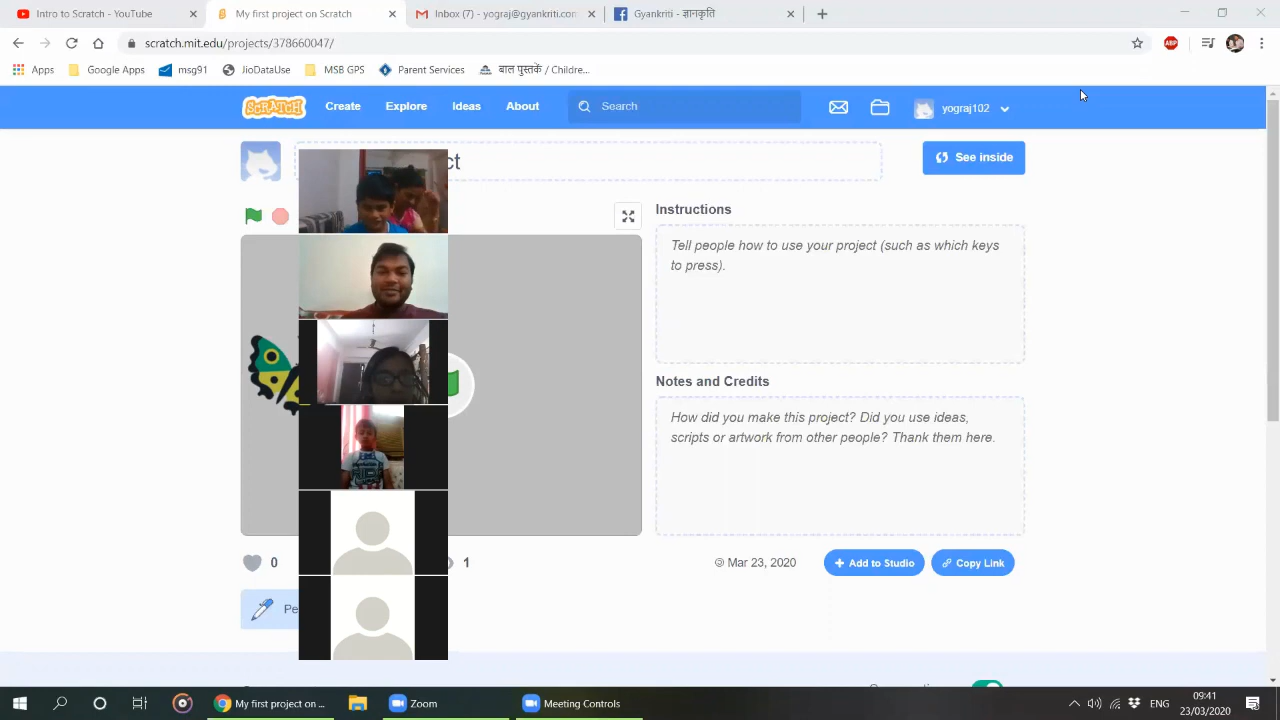 Intro to Scratch - YouTube
My first project on Scratch
Inbox (7) - yograj@gyankriti.com
Gyankriti - ज्ञानकृति
scratch.mit.edu/projects/378660047/
ABP
Apps
Google Apps
msg91
JioDataUse
MSB GPS
Parent Services
बाल पुस्तकें / Childre...
SCRATCH
Create
Explore
Ideas
About
Search
yograj102
ct
See inside
Instructions
Tell people how to use your project (such as which keys
to press).
Notes and Credits
How did you make this project? Did you use ideas,
scripts or artwork from other people? Thank them here.
0
1
© Mar 23, 2020
Add to Studio
Copy Link
Pe
My first project on ...
Zoom
Meeting Controls
ENG
09:41
23/03/2020